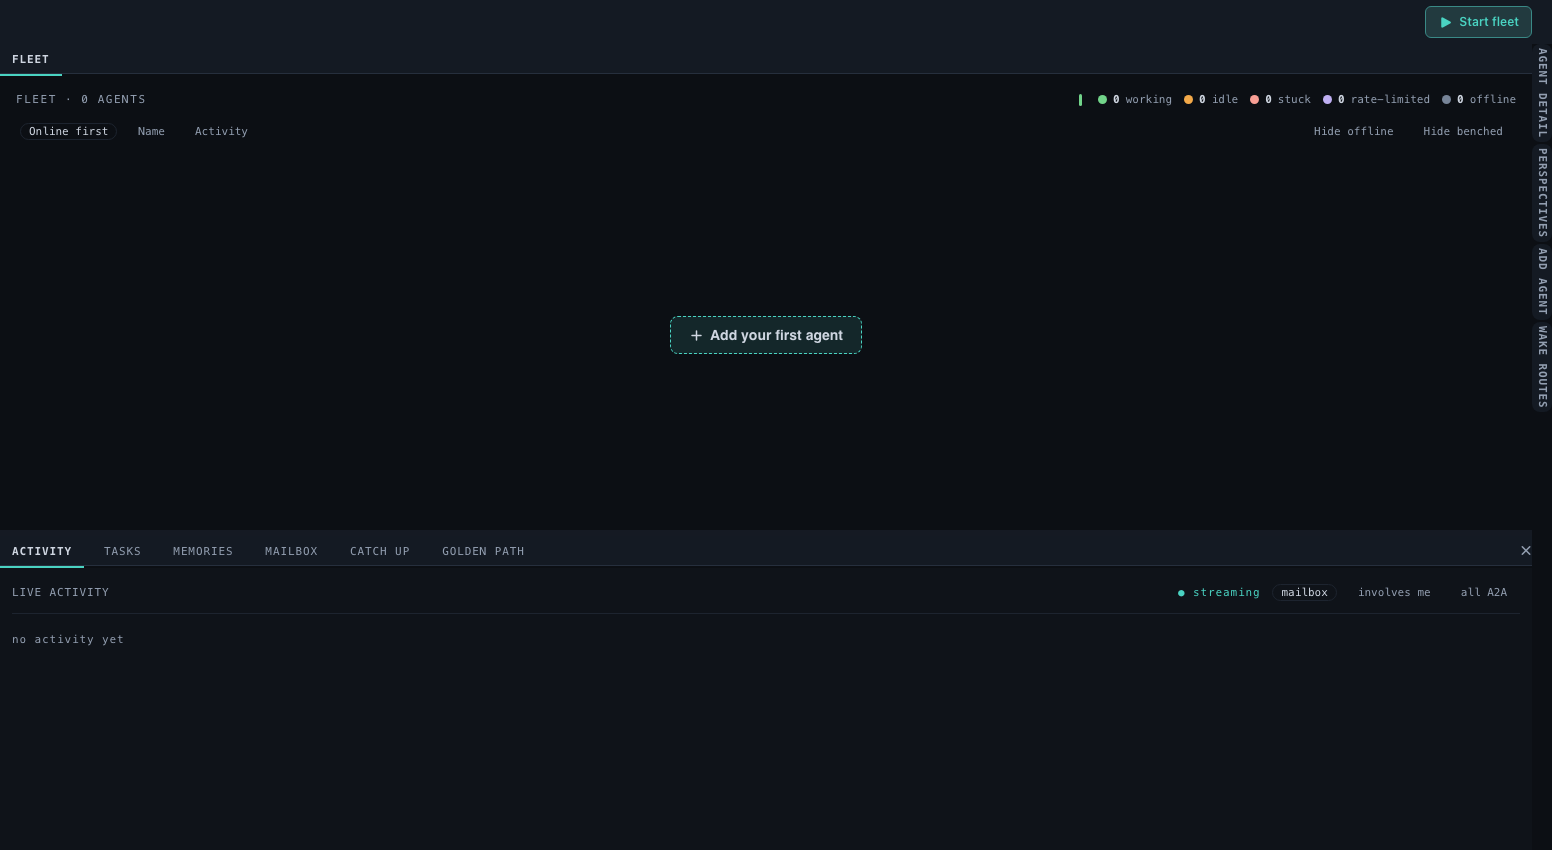 Start fleet
FLEET
FLEET · 0 AGENTS
0 working 0 idle 0 stuck 0 rate-limited 0 offline
Online first Name Activity
Hide offline Hide benched
AGENT DETAIL
PERSPECTIVES
ADD AGENT
WAKE ROUTES
+ Add your first agent
ACTIVITY TASKS MEMORIES MAILBOX CATCH UP GOLDEN PATH
LIVE ACTIVITY
streaming mailbox involves me all A2A
no activity yet